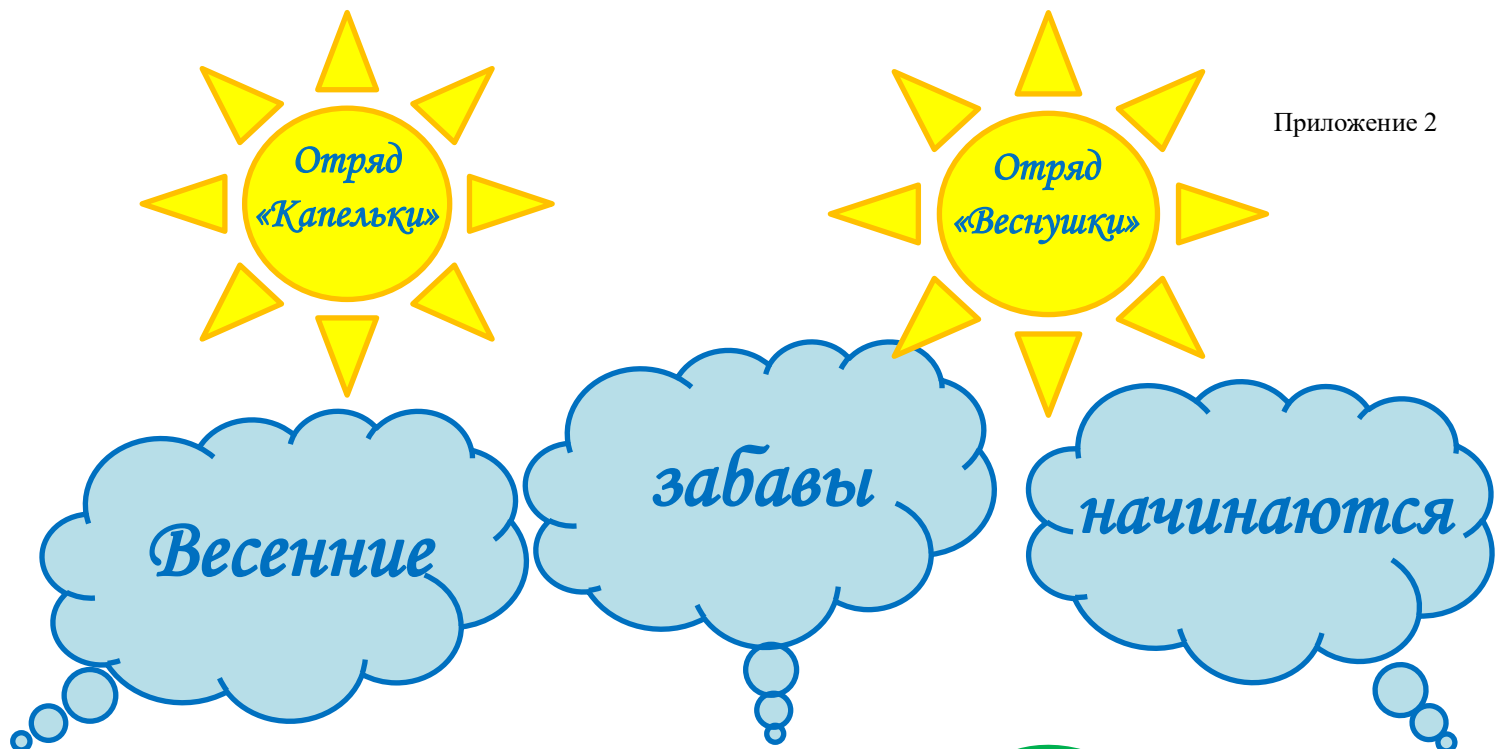 Приложение 2
Отряд
«Капельки»
Отряд
«Веснушки»
Весенние
забавы
начинаются